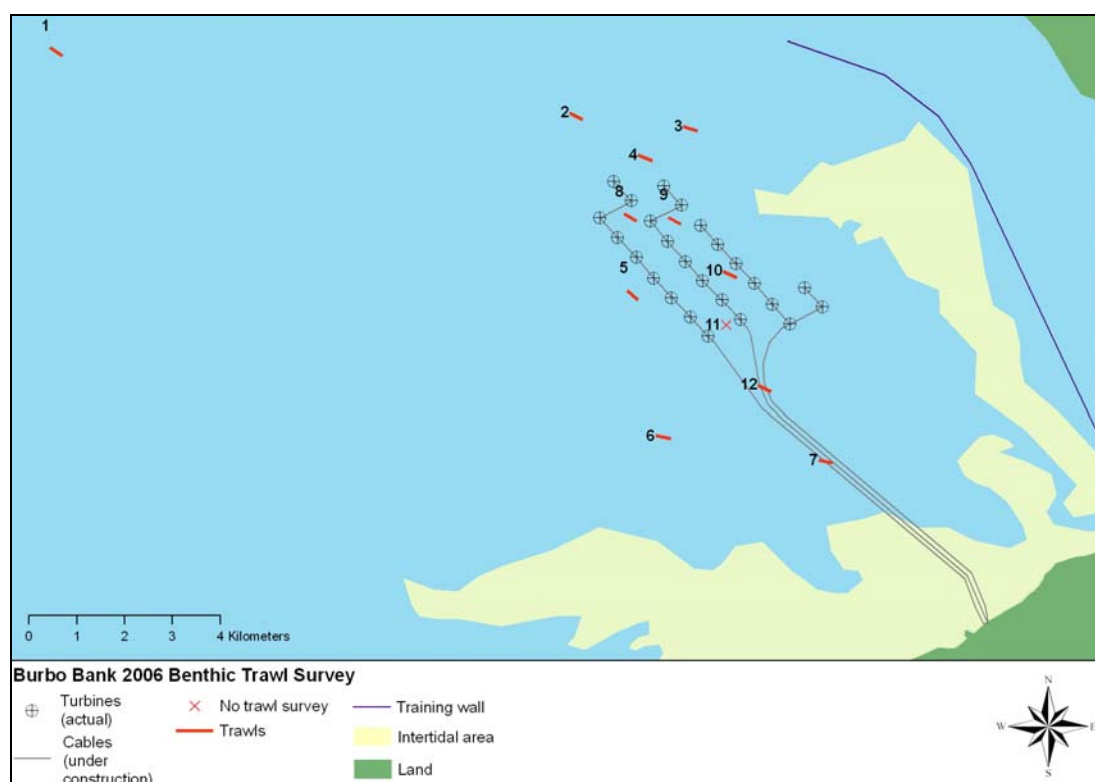 1
2
3
4
8
9
5
10
11
12
6
7
0 1 2 3 4 Kilometers
Burbo Bank 2006 Benthic Trawl Survey
Turbines
(actual)
Cables
(under
construction)
No trawl survey
Trawls
Training wall
Intertidal area
Land
N
W E
S